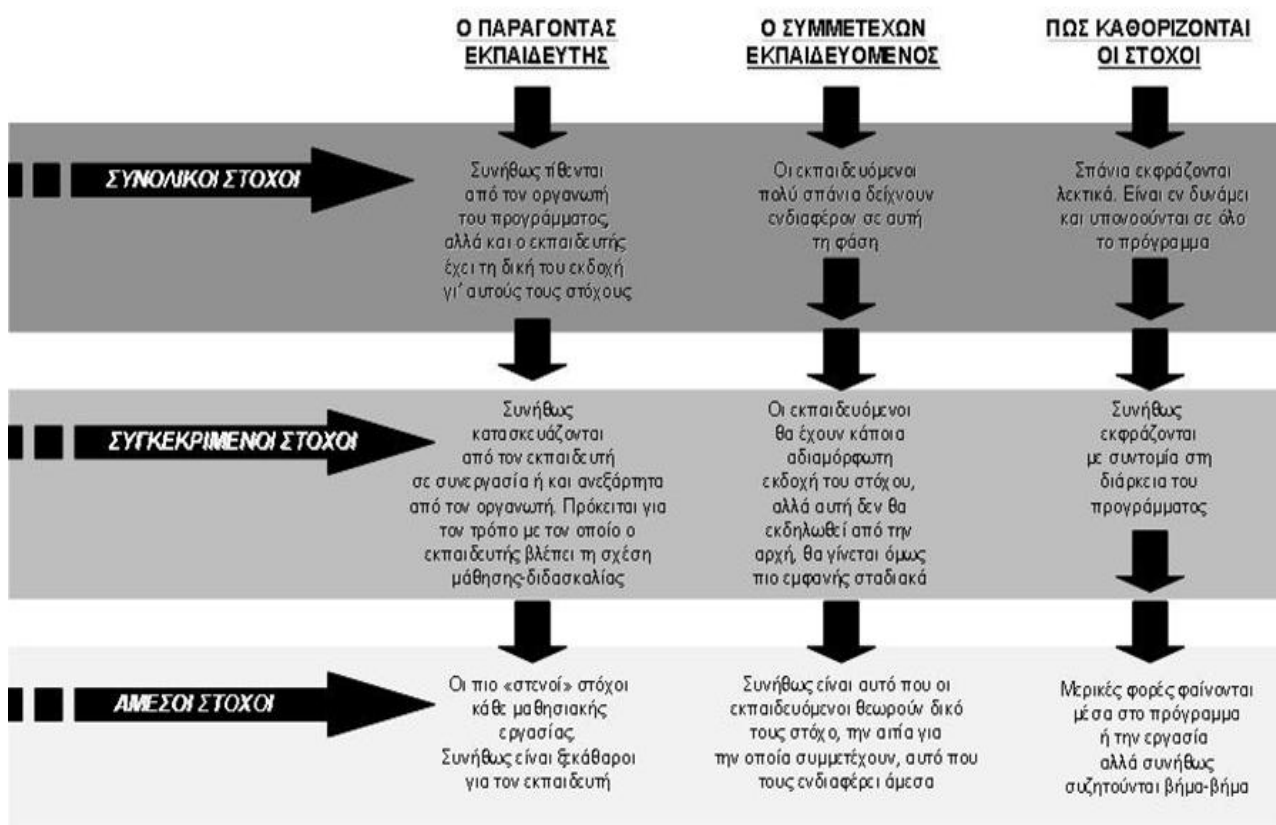 Ο ΠΑΡΑΓΟΝΤΑΣ
ΕΚΠΑΙΔΕΥΤΗΣ
Ο ΣΥΜΜΕΤΕΧΩΝ
ΕΚΠΑΙΔΕΥΟΜΕΝΟΣ
ΠΩΣ ΚΑΘΟΡΙΖΟΝΤΑΙ
ΟΙ ΣΤΟΧΟΙ
ΣΥΝΟΛΙΚΟΙ ΣΤΟΧΟΙ
Συνήθως τίθενται
από τον οργανωτή
του προγράμματος,
αλλά και ο εκπαιδευτής
έχει τη δική του εκδοχή
γι’ αυτούς τους στόχους
Οι εκπαιδευόμενοι
πολύ σπάνια δείχνουν
ενδιαφέρον σε αυτή
τη φάση
Σπάνια εκφράζονται
λεκτικά. Είναι εν δυνάμει
και υπονοούνται σε όλο
το πρόγραμμα
ΣΥΓΚΕΚΡΙΜΕΝΟΙ ΣΤΟΧΟΙ
Συνήθως
κατασκευάζονται
από τον εκπαιδευτή
σε συνεργασία ή και ανεξάρτητα
από τον οργανωτή. Πρόκειται για
τον τρόπο με τον οποίο ο
εκπαιδευτής βλέπει τη σχέση
μάθησης-διδασκαλίας
Οι εκπαιδευόμενοι
θα έχουν κάποια
αδιαμόρφωτη
εκδοχή του στόχου,
αλλά αυτή δεν θα
εκδηλωθεί από την
αρχή, θα γίνεται όμως
πιο εμφανής σταδιακά
Συνήθως
εκφράζονται
με συντομία στη
διάρκεια του
προγράμματος
ΑΜΕΣΟΙ ΣΤΟΧΟΙ
Οι πιο «στενοί» στόχοι
κάθε μαθησιακής
εργασίας.
Συνήθως είναι ξεκάθαροι
για τον εκπαιδευτή
Συνήθως είναι αυτό που οι
εκπαιδευόμενοι θεωρούν δικό
τους στόχο, την αιτία για
την οποία συμμετέχουν, αυτό που
τους ενδιαφέρει άμεσα
Μερικές φορές φαίνονται
μέσα στο πρόγραμμα
ή την εργασία
αλλά συνήθως
συζητούνται βήμα-βήμα